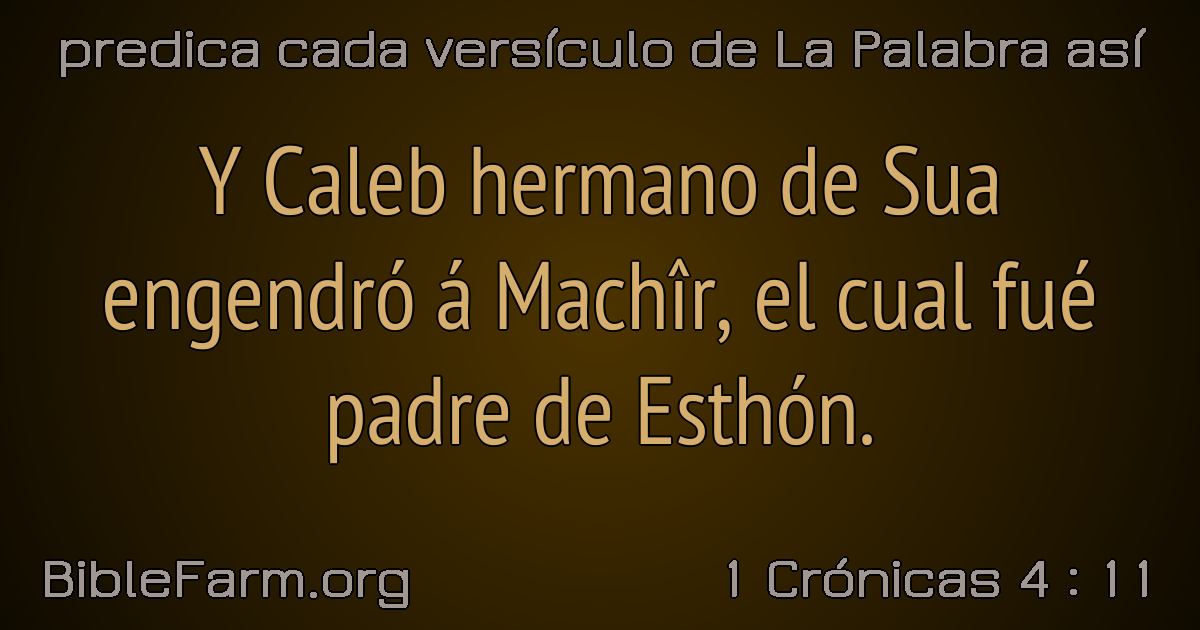 predica cada versículo de La Palabra así
Y Caleb hermano de Sua
engendró á Machîr, el cual fué
padre de Esthón.
BibleFarm.org
1 Crónicas 4 : 11